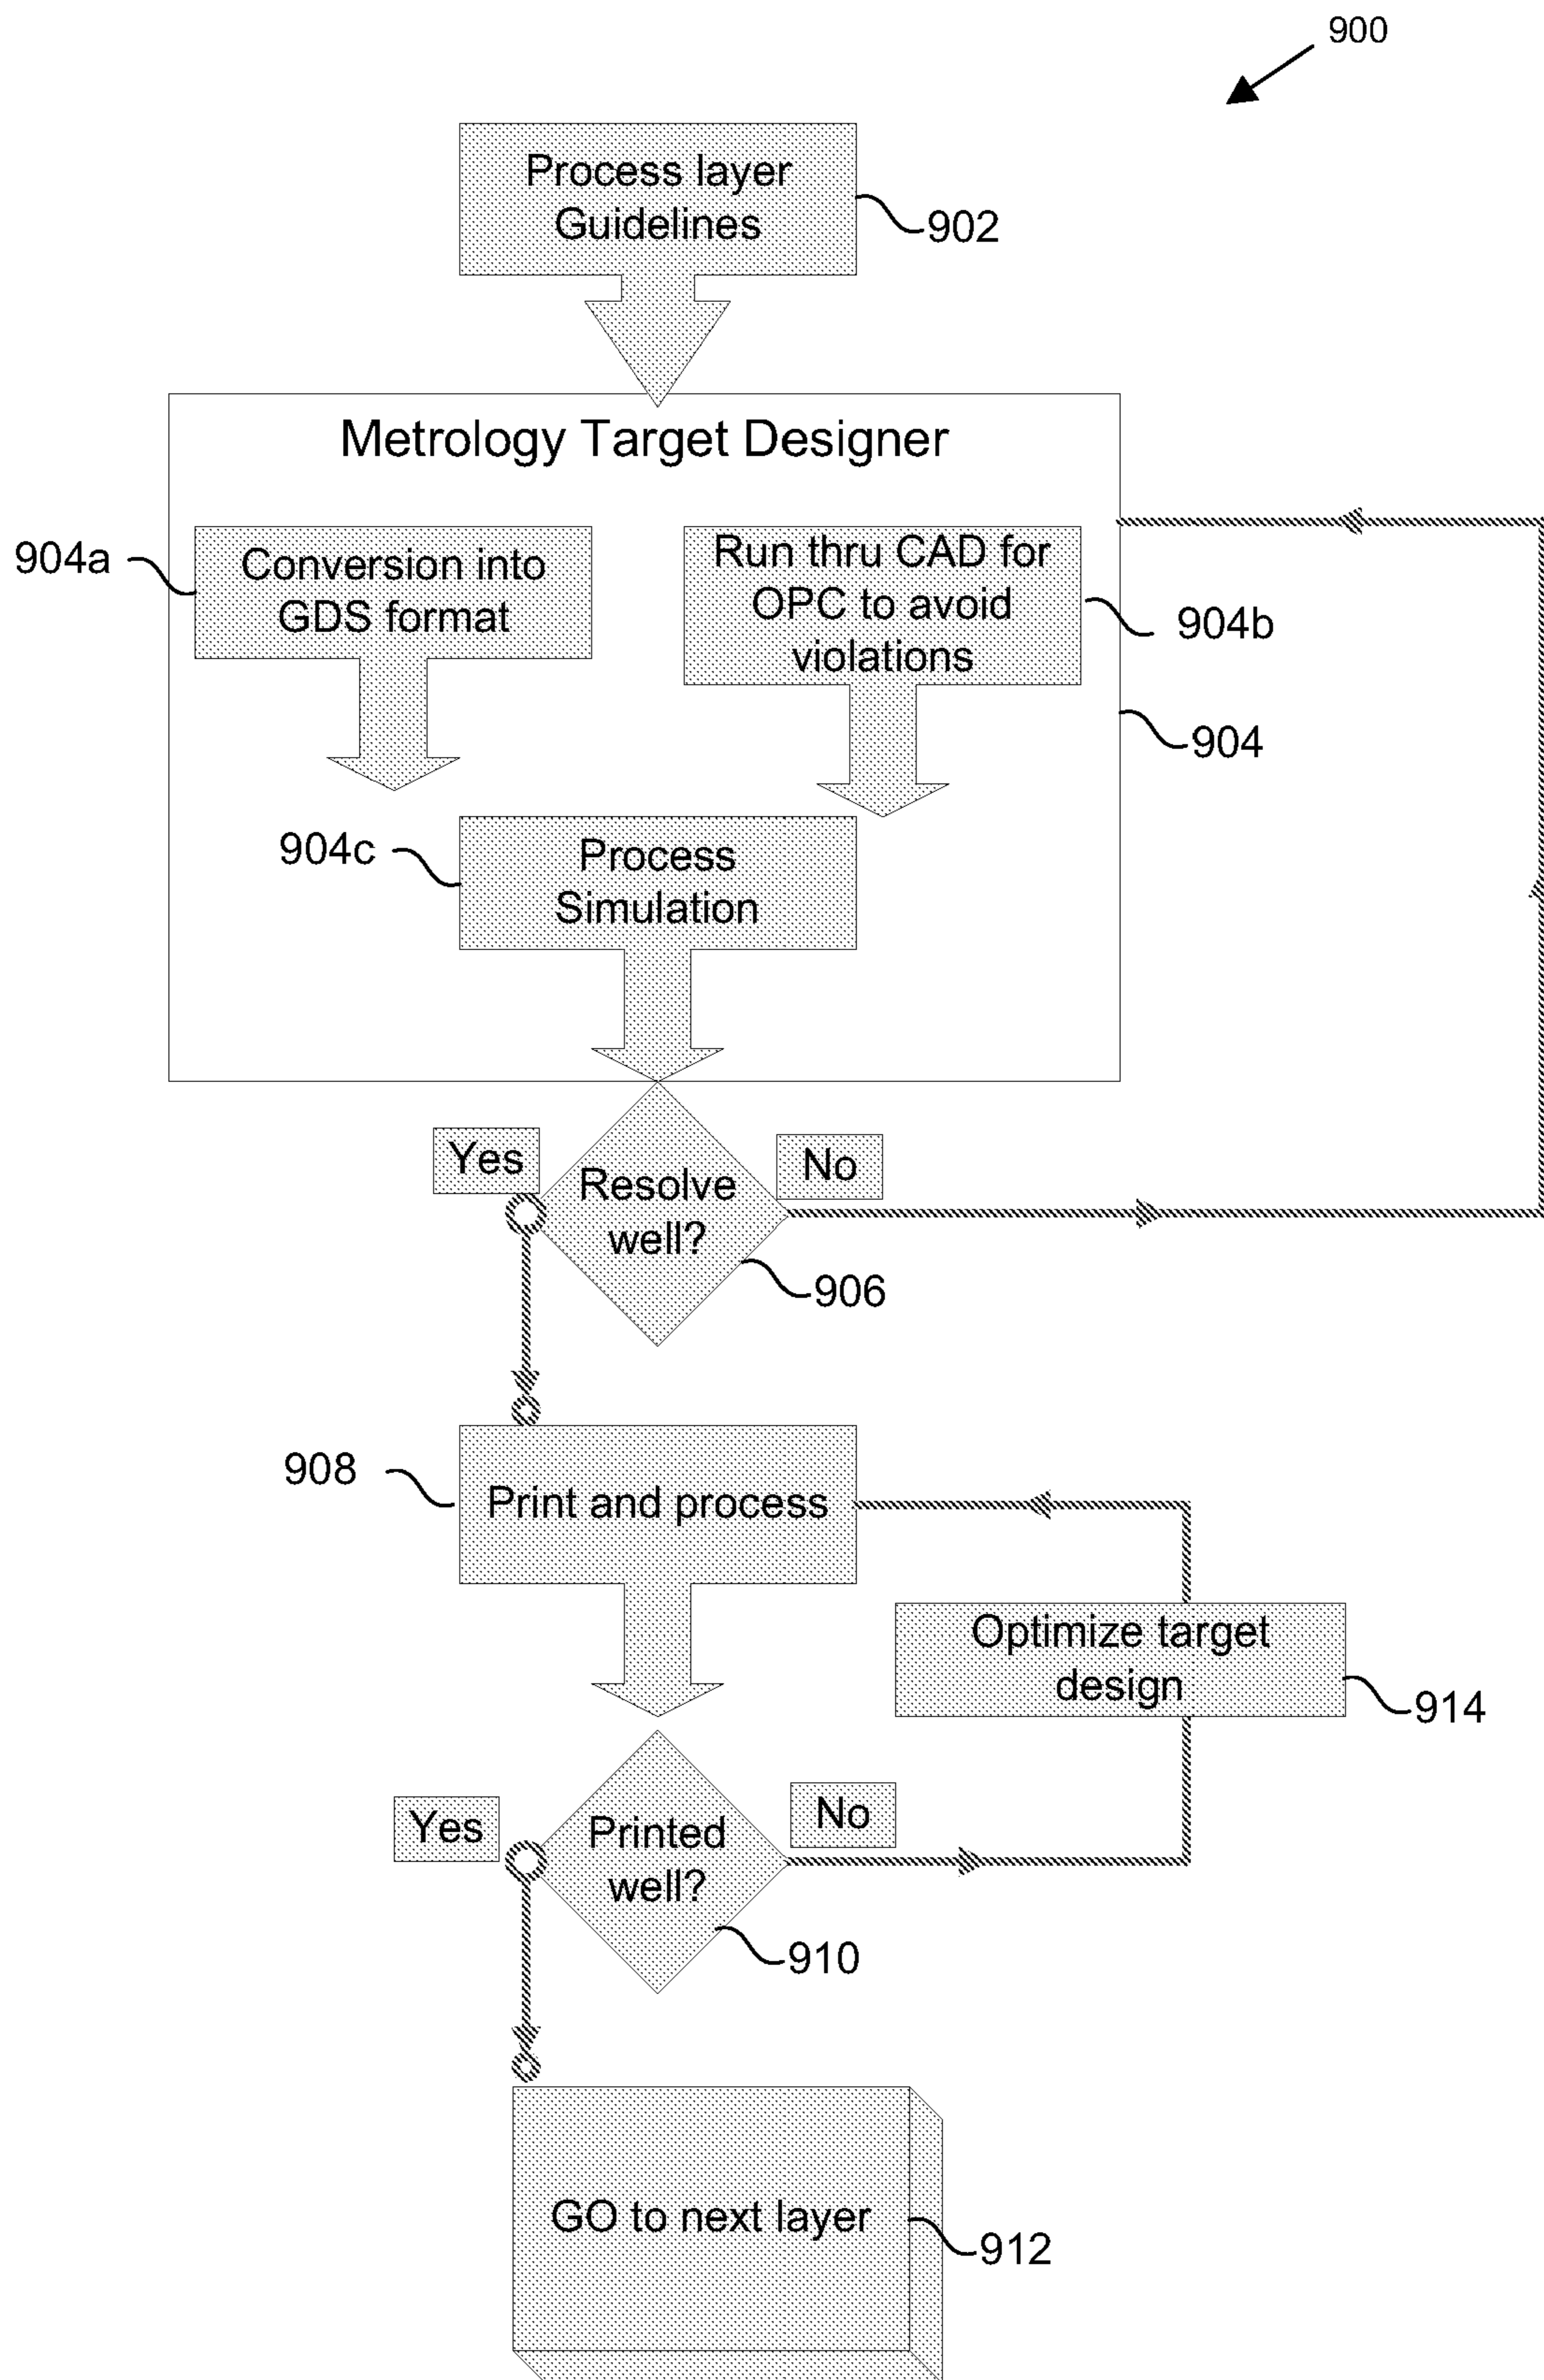 900
Process layer
Guidelines
902
Metrology Target Designer
904a
Conversion into
GDS format
Run thru CAD for
OPC to avoid
violations
904b
904
904c
Process
Simulation
Yes
No
Resolve
well?
906
908
Print and process
Optimize target
design
914
Yes
No
Printed
well?
910
GO to next layer
912